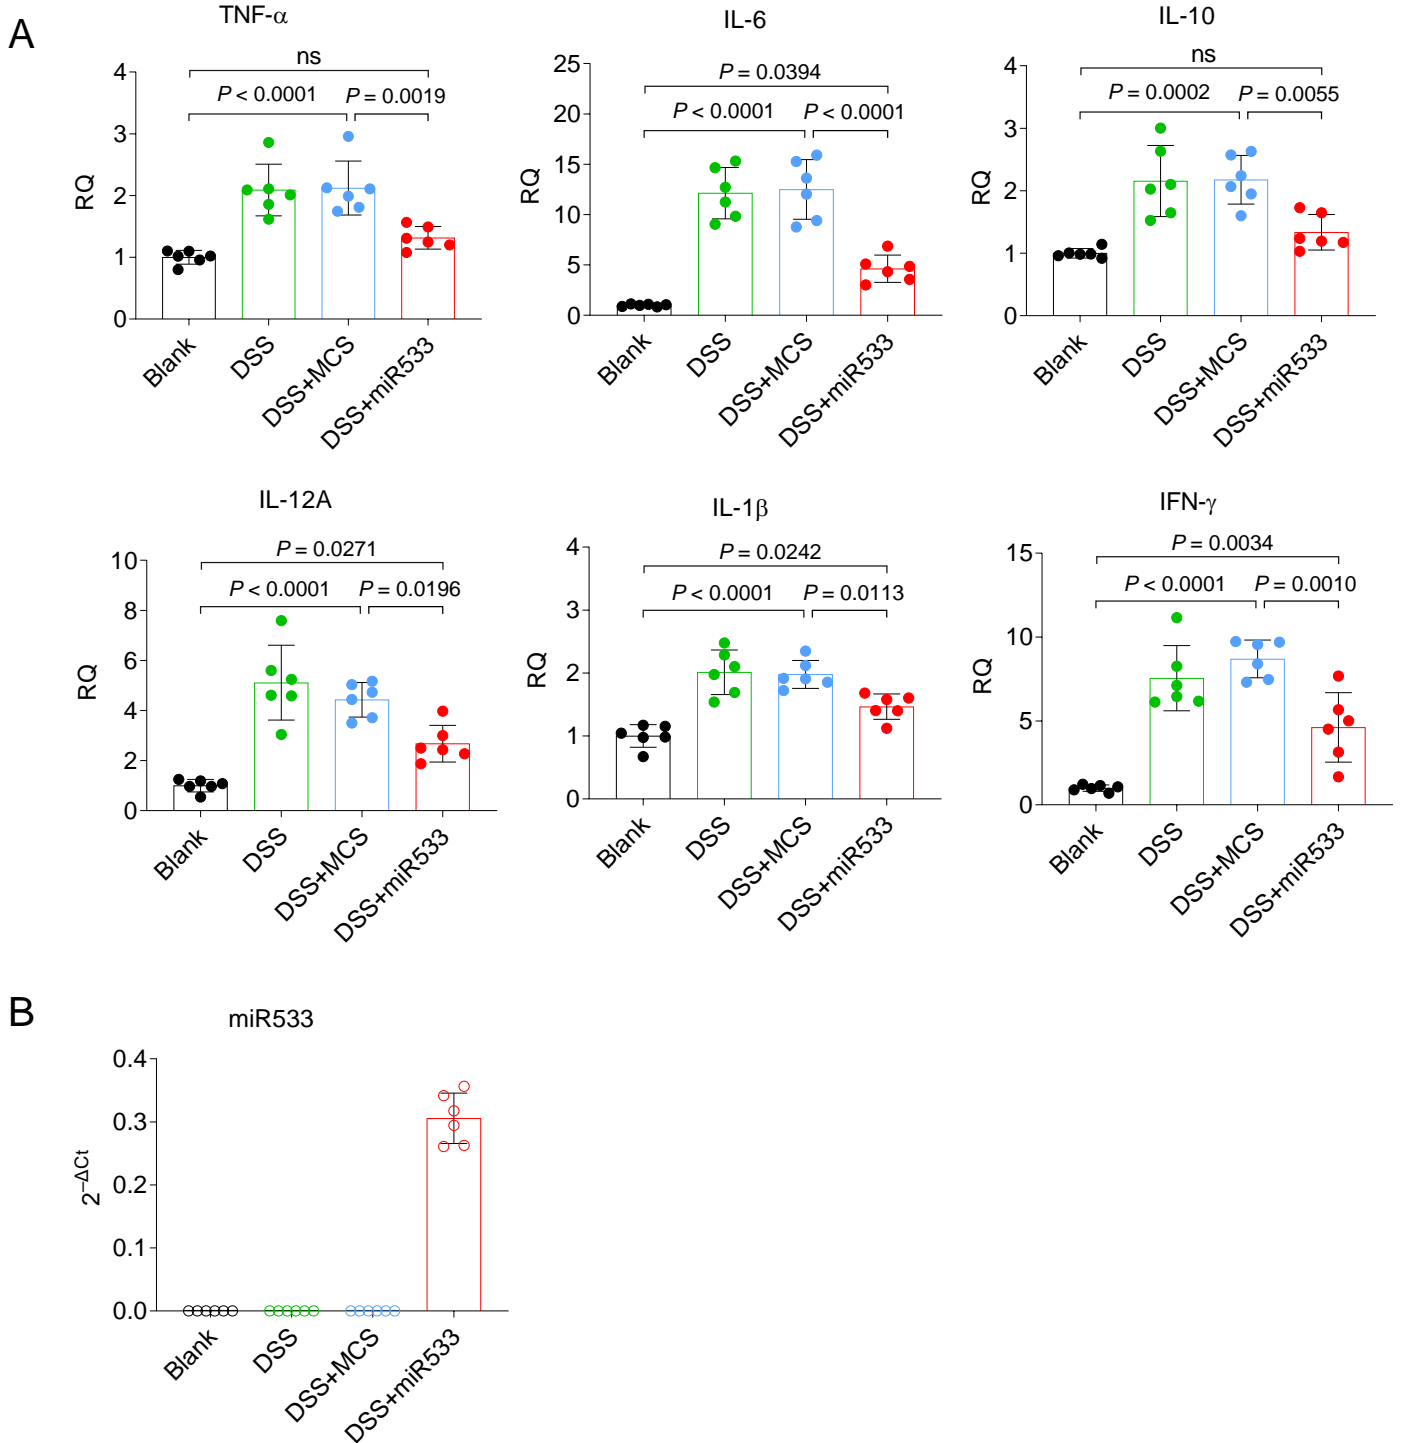 A
TNF-α
ns
P < 0.0001 P = 0.0019
RQ
4
3
2
1
0
Blank
DSS
DSS+MCS
DSS+miR533
IL-6
P = 0.0394
P < 0.0001 P < 0.0001
RQ
25
20
15
10
5
0
Blank
DSS
DSS+MCS
DSS+miR533
IL-10
ns
P = 0.0002 P = 0.0055
RQ
4
3
2
1
0
Blank
DSS
DSS+MCS
DSS+miR533
IL-12A
P = 0.0271
P < 0.0001 P = 0.0196
RQ
10
8
6
4
2
0
Blank
DSS
DSS+MCS
DSS+miR533
IL-1β
P = 0.0242
P < 0.0001 P = 0.0113
RQ
4
3
2
1
0
Blank
DSS
DSS+MCS
DSS+miR533
IFN-γ
P = 0.0034
P < 0.0001 P = 0.0010
RQ
15
10
5
0
Blank
DSS
DSS+MCS
DSS+miR533
B
miR533
2^−ΔCt
0.4
0.3
0.2
0.1
0.0
Blank
DSS
DSS+MCS
DSS+miR533